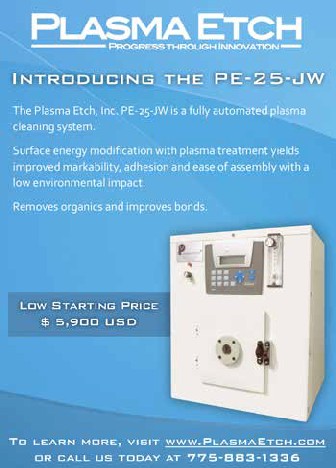 PLASMA ETCH
PROGRESS THROUGH INNOVATION
INTRODUCING THE PE-25-JW
The Plasma Etch, Inc. PE-25-JW is a fully automated plasma
cleaning system.
Surface energy modification with plasma treatment yields
improved markability, adhesion and ease of assembly with a
low environmental impact
Removes organics and improves bonds.
LOW STARTING PRICE
$ 5,900 USD
TO LEARN MORE, VISIT WWW.PLASMAETCH.COM
OR CALL US TODAY AT 775-883-1336